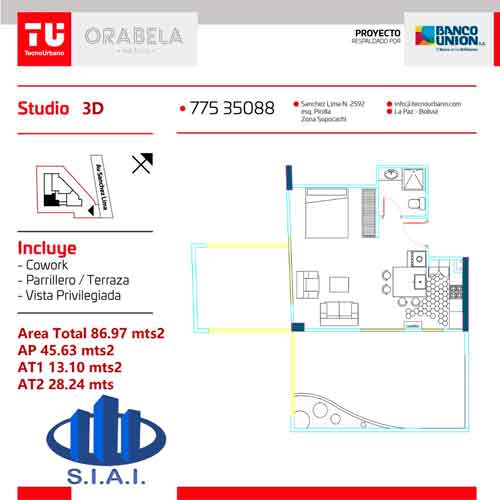 TU
TecnoUrbano
ORABELA
PROYECTO
RESPALDADO POR
BANCO
UNION S.A.
Studio 3D
775 35088
Sanchez Lima N. 2592
esq. Pinilla
Zona Sopocachi
info@tecnourbano.com
La Paz - Bolivia
Av Sanchez Lima
Incluye
- Cowork
- Parrillero / Terraza
- Vista Privilegiada
Area Total 86.97 mts2
AP 45.63 mts2
AT1 13.10 mts2
AT2 28.24 mts
S.I.A.I.